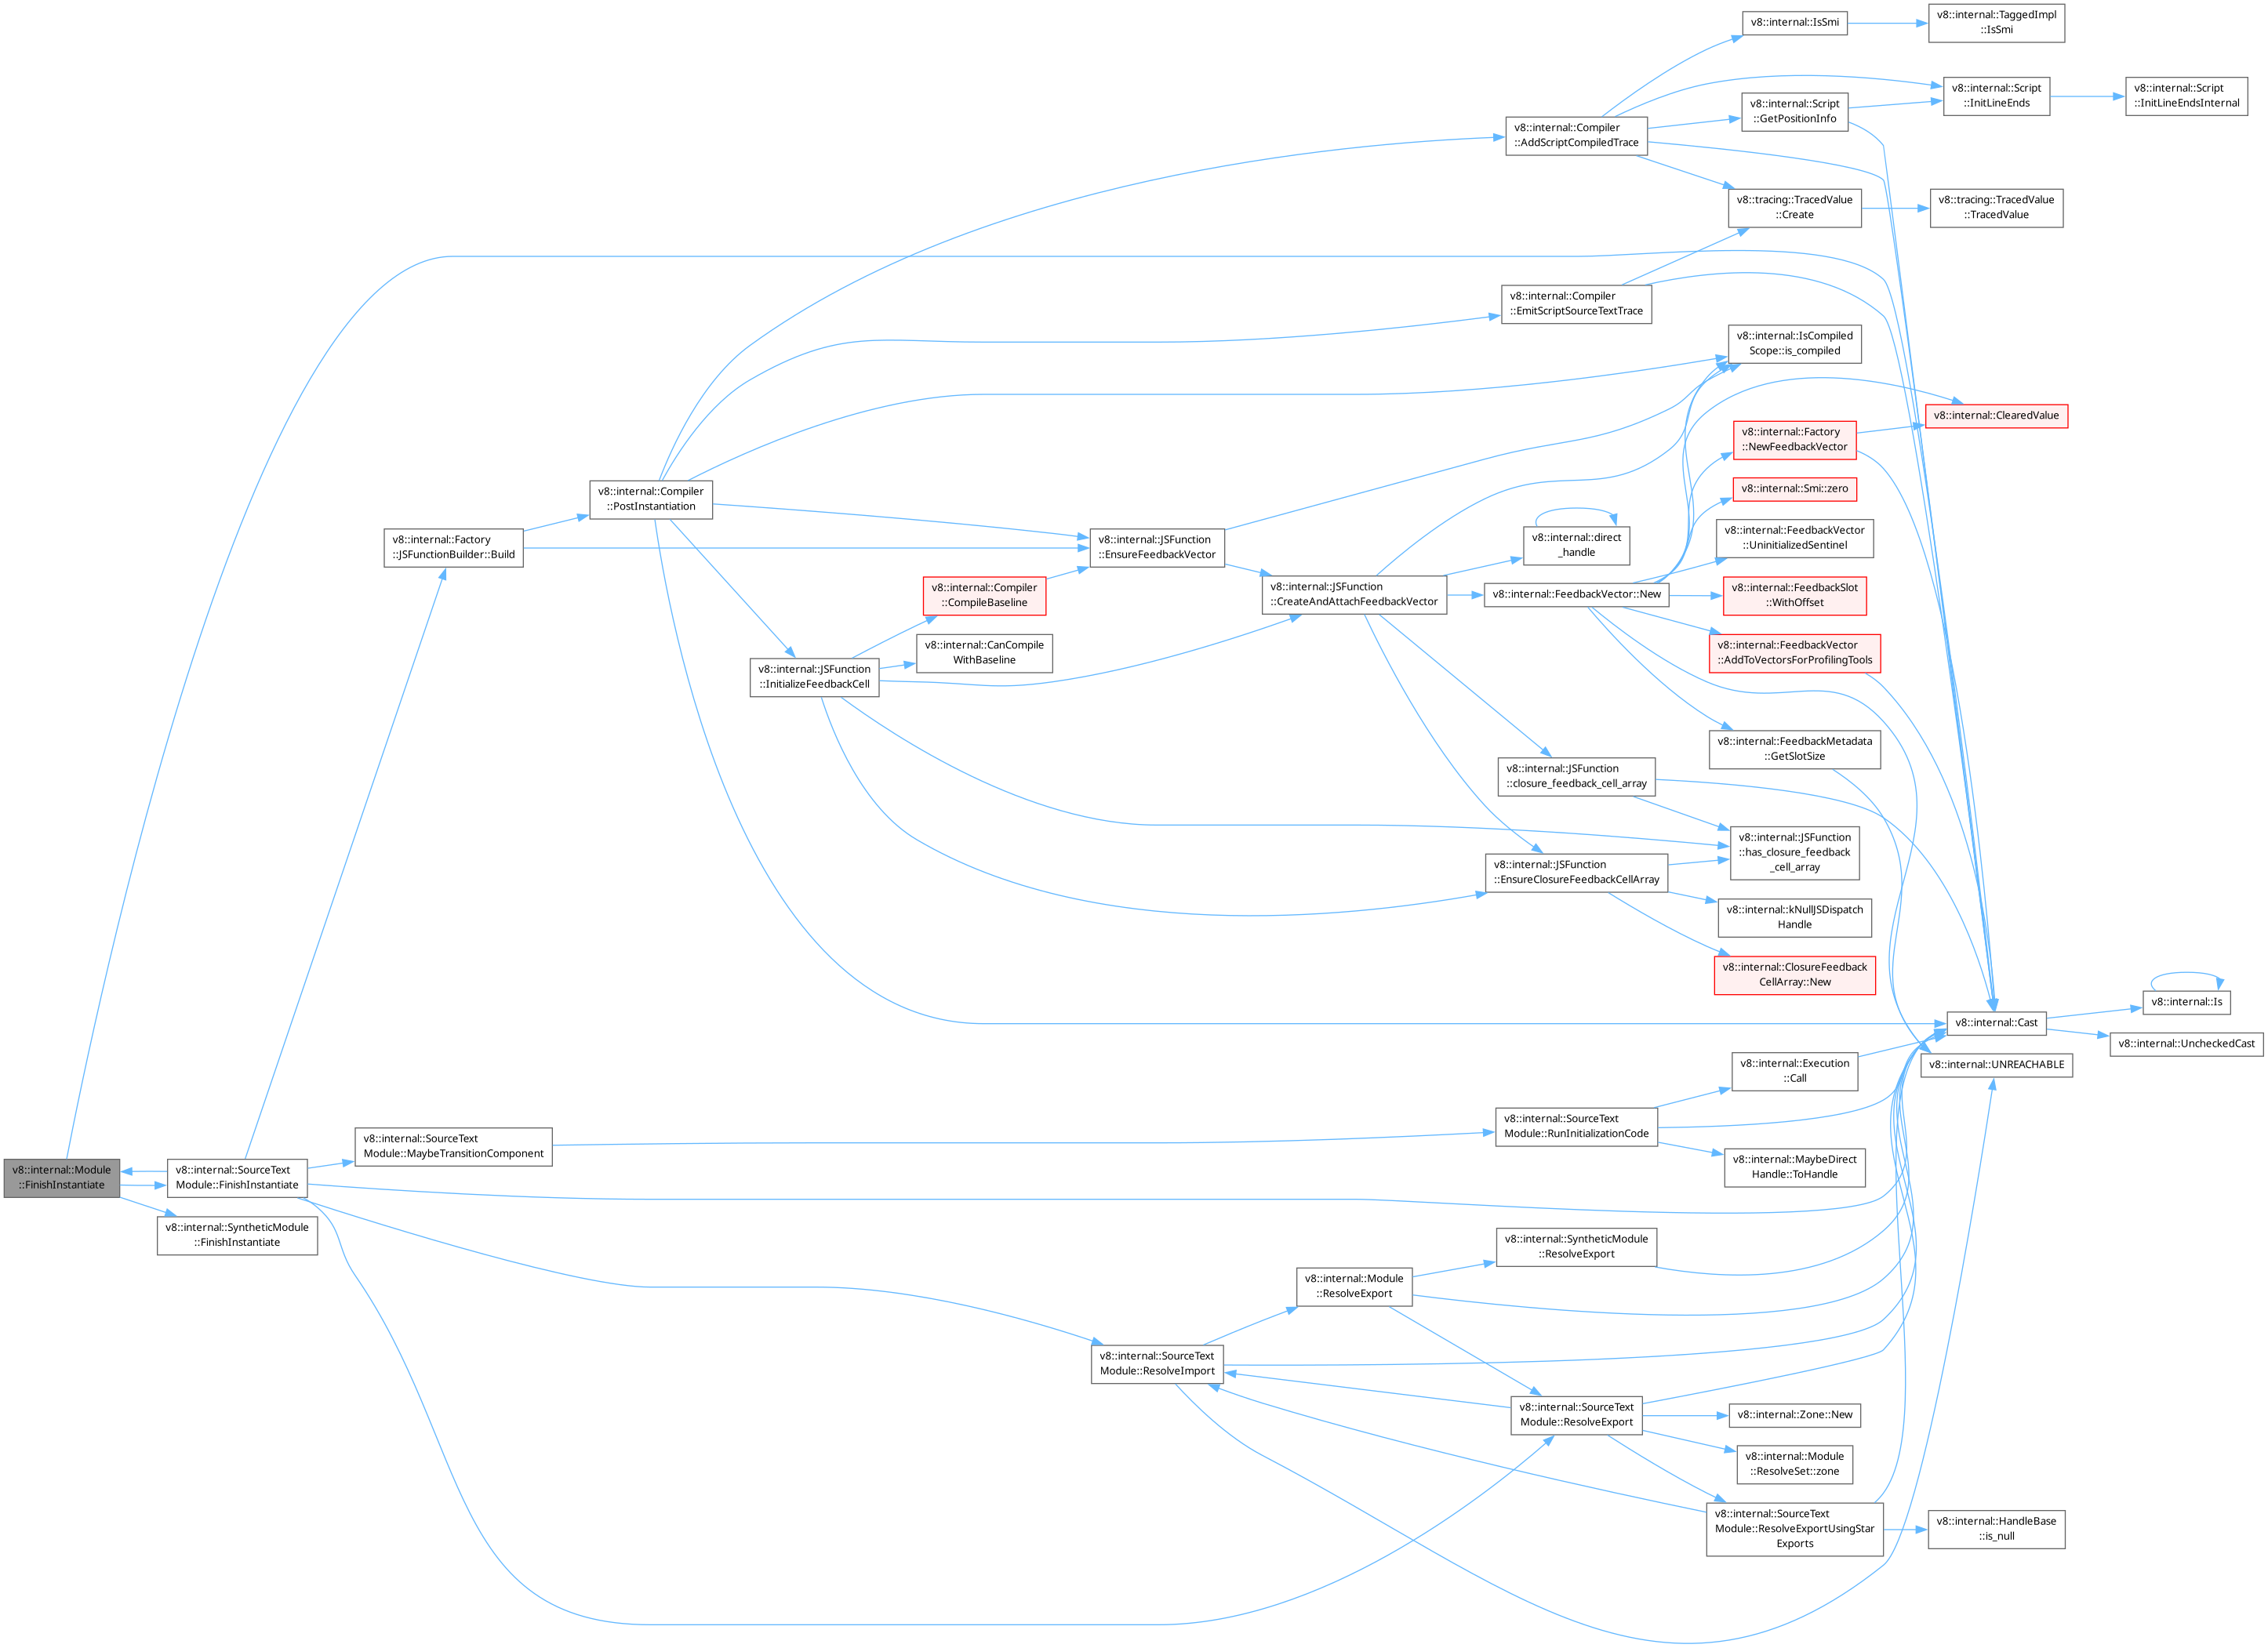 v8::internal::Module
::FinishInstantiate
v8::internal::SourceText
Module::FinishInstantiate
v8::internal::SyntheticModule
::FinishInstantiate
v8::internal::Factory
::JSFunctionBuilder::Build
v8::internal::SourceText
Module::MaybeTransitionComponent
v8::internal::Compiler
::PostInstantiation
v8::internal::JSFunction
::InitializeFeedbackCell
v8::internal::Compiler
::CompileBaseline
v8::internal::CanCompile
WithBaseline
v8::internal::JSFunction
::EnsureFeedbackVector
v8::internal::SourceText
Module::ResolveImport
v8::internal::JSFunction
::CreateAndAttachFeedbackVector
v8::internal::Module
::ResolveExport
v8::internal::Compiler
::AddScriptCompiledTrace
v8::internal::Compiler
::EmitScriptSourceTextTrace
v8::internal::direct
_handle
v8::internal::FeedbackVector::New
v8::internal::JSFunction
::closure_feedback_cell_array
v8::internal::JSFunction
::EnsureClosureFeedbackCellArray
v8::internal::SourceText
Module::RunInitializationCode
v8::internal::SyntheticModule
::ResolveExport
v8::internal::SourceText
Module::ResolveExport
v8::internal::IsSmi
v8::internal::Script
::GetPositionInfo
v8::tracing::TracedValue
::Create
v8::internal::IsCompiled
Scope::is_compiled
v8::internal::Factory
::NewFeedbackVector
v8::internal::Smi::zero
v8::internal::FeedbackVector
::UninitializedSentinel
v8::internal::FeedbackSlot
::WithOffset
v8::internal::FeedbackVector
::AddToVectorsForProfilingTools
v8::internal::FeedbackMetadata
::GetSlotSize
v8::internal::JSFunction
::has_closure_feedback
_cell_array
v8::internal::kNullJSDispatch
Handle
v8::internal::ClosureFeedback
CellArray::New
v8::internal::Execution
::Call
v8::internal::MaybeDirect
Handle::ToHandle
v8::internal::Zone::New
v8::internal::Module
::ResolveSet::zone
v8::internal::SourceText
Module::ResolveExportUsingStar
Exports
v8::internal::TaggedImpl
::IsSmi
v8::internal::Script
::InitLineEnds
v8::tracing::TracedValue
::TracedValue
v8::internal::ClearedValue
v8::internal::Cast
v8::internal::UNREACHABLE
v8::internal::HandleBase
::is_null
v8::internal::Script
::InitLineEndsInternal
v8::internal::Is
v8::internal::UncheckedCast